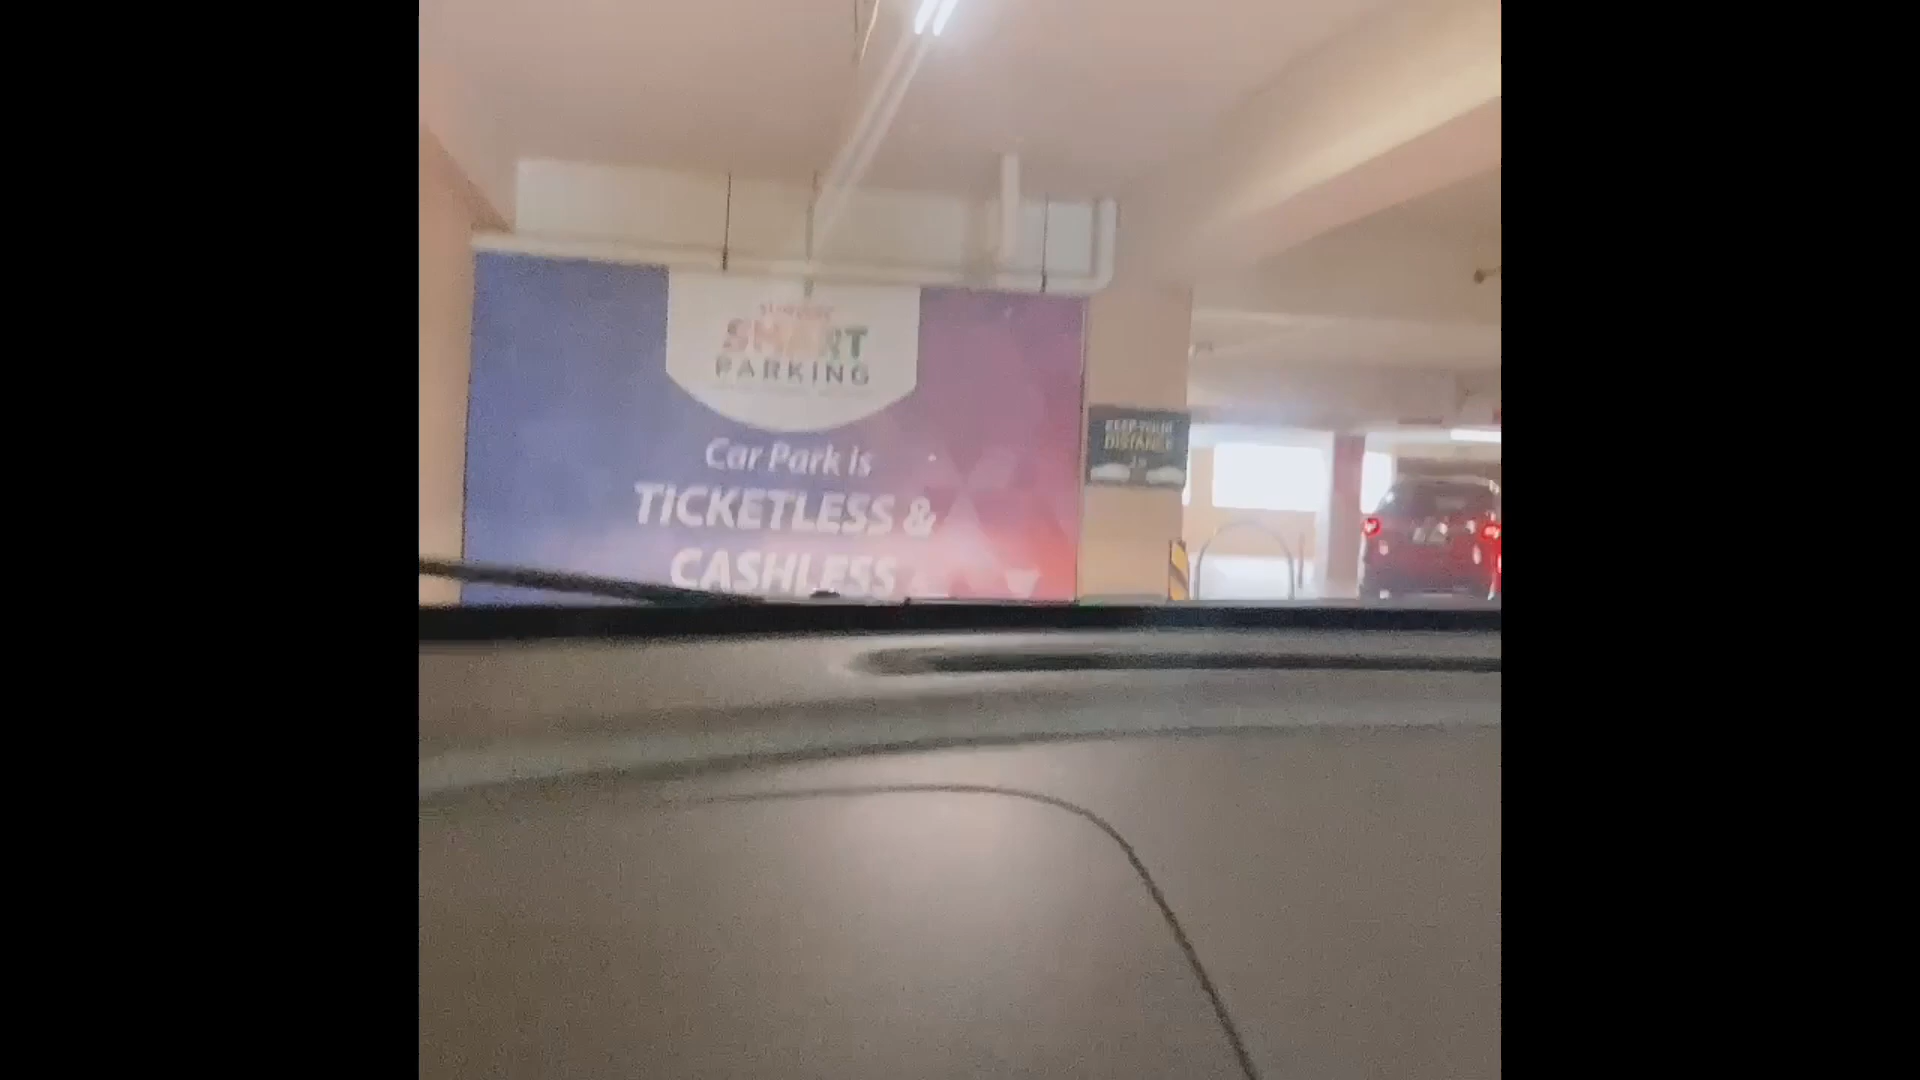 SMART
PARKING
Car Park is
TICKETLESS &
CASHLESS
KEEP YOUR
DISTANCE